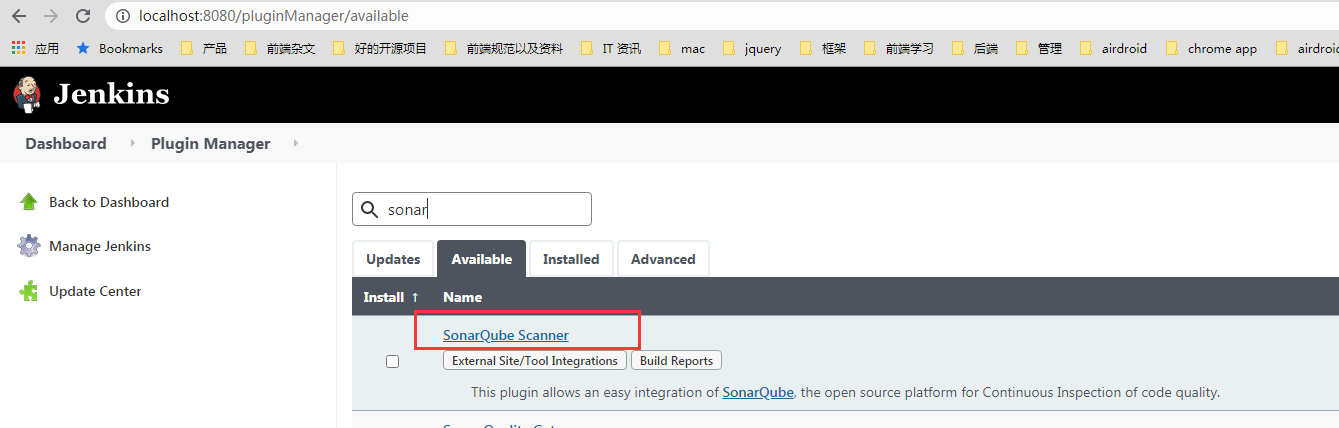 localhost:8080/pluginManager/available
应用 Bookmarks 产品 前端杂文 好的开源项目 前端规范以及资料 IT 资讯 mac jquery 框架 前端学习 后端 管理 airdroid chrome app airdroid
Jenkins
Dashboard Plugin Manager
Back to Dashboard
Manage Jenkins
Update Center
sonar
Updates Available Installed Advanced
Install ↑ Name
SonarQube Scanner
External Site/Tool Integrations Build Reports
This plugin allows an easy integration of SonarQube, the open source platform for Continuous Inspection of code quality.